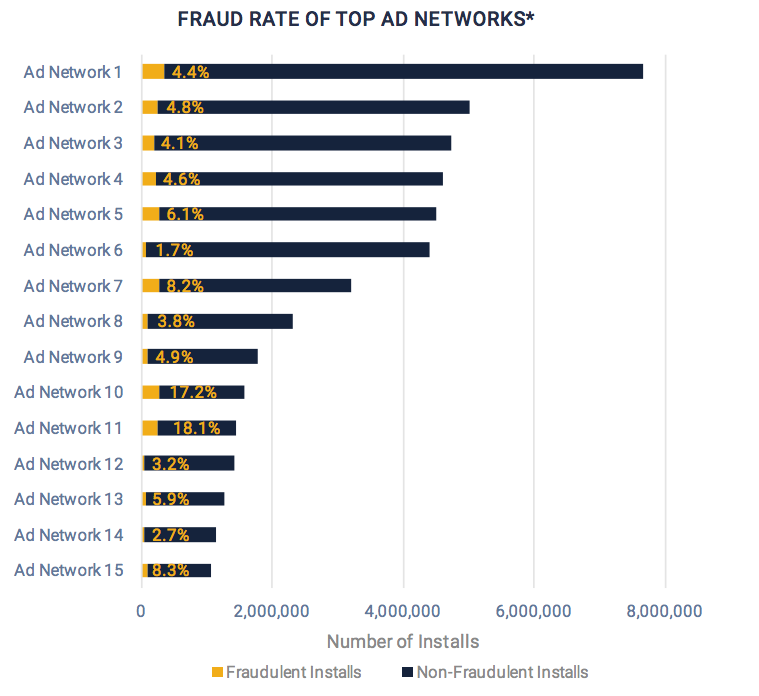 FRAUD RATE OF TOP AD NETWORKS*
Ad Network 1 4.4%
Ad Network 2 4.8%
Ad Network 3 4.1%
Ad Network 4 4.6%
Ad Network 5 6.1%
Ad Network 6 1.7%
Ad Network 7 8.2%
Ad Network 8 3.8%
Ad Network 9 4.9%
Ad Network 10 17.2%
Ad Network 11 18.1%
Ad Network 12 3.2%
Ad Network 13 5.9%
Ad Network 14 2.7%
Ad Network 15 8.3%
0 2,000,000 4,000,000 6,000,000 8,000,000
Number of Installs
Fraudulent Installs Non-Fraudulent Installs